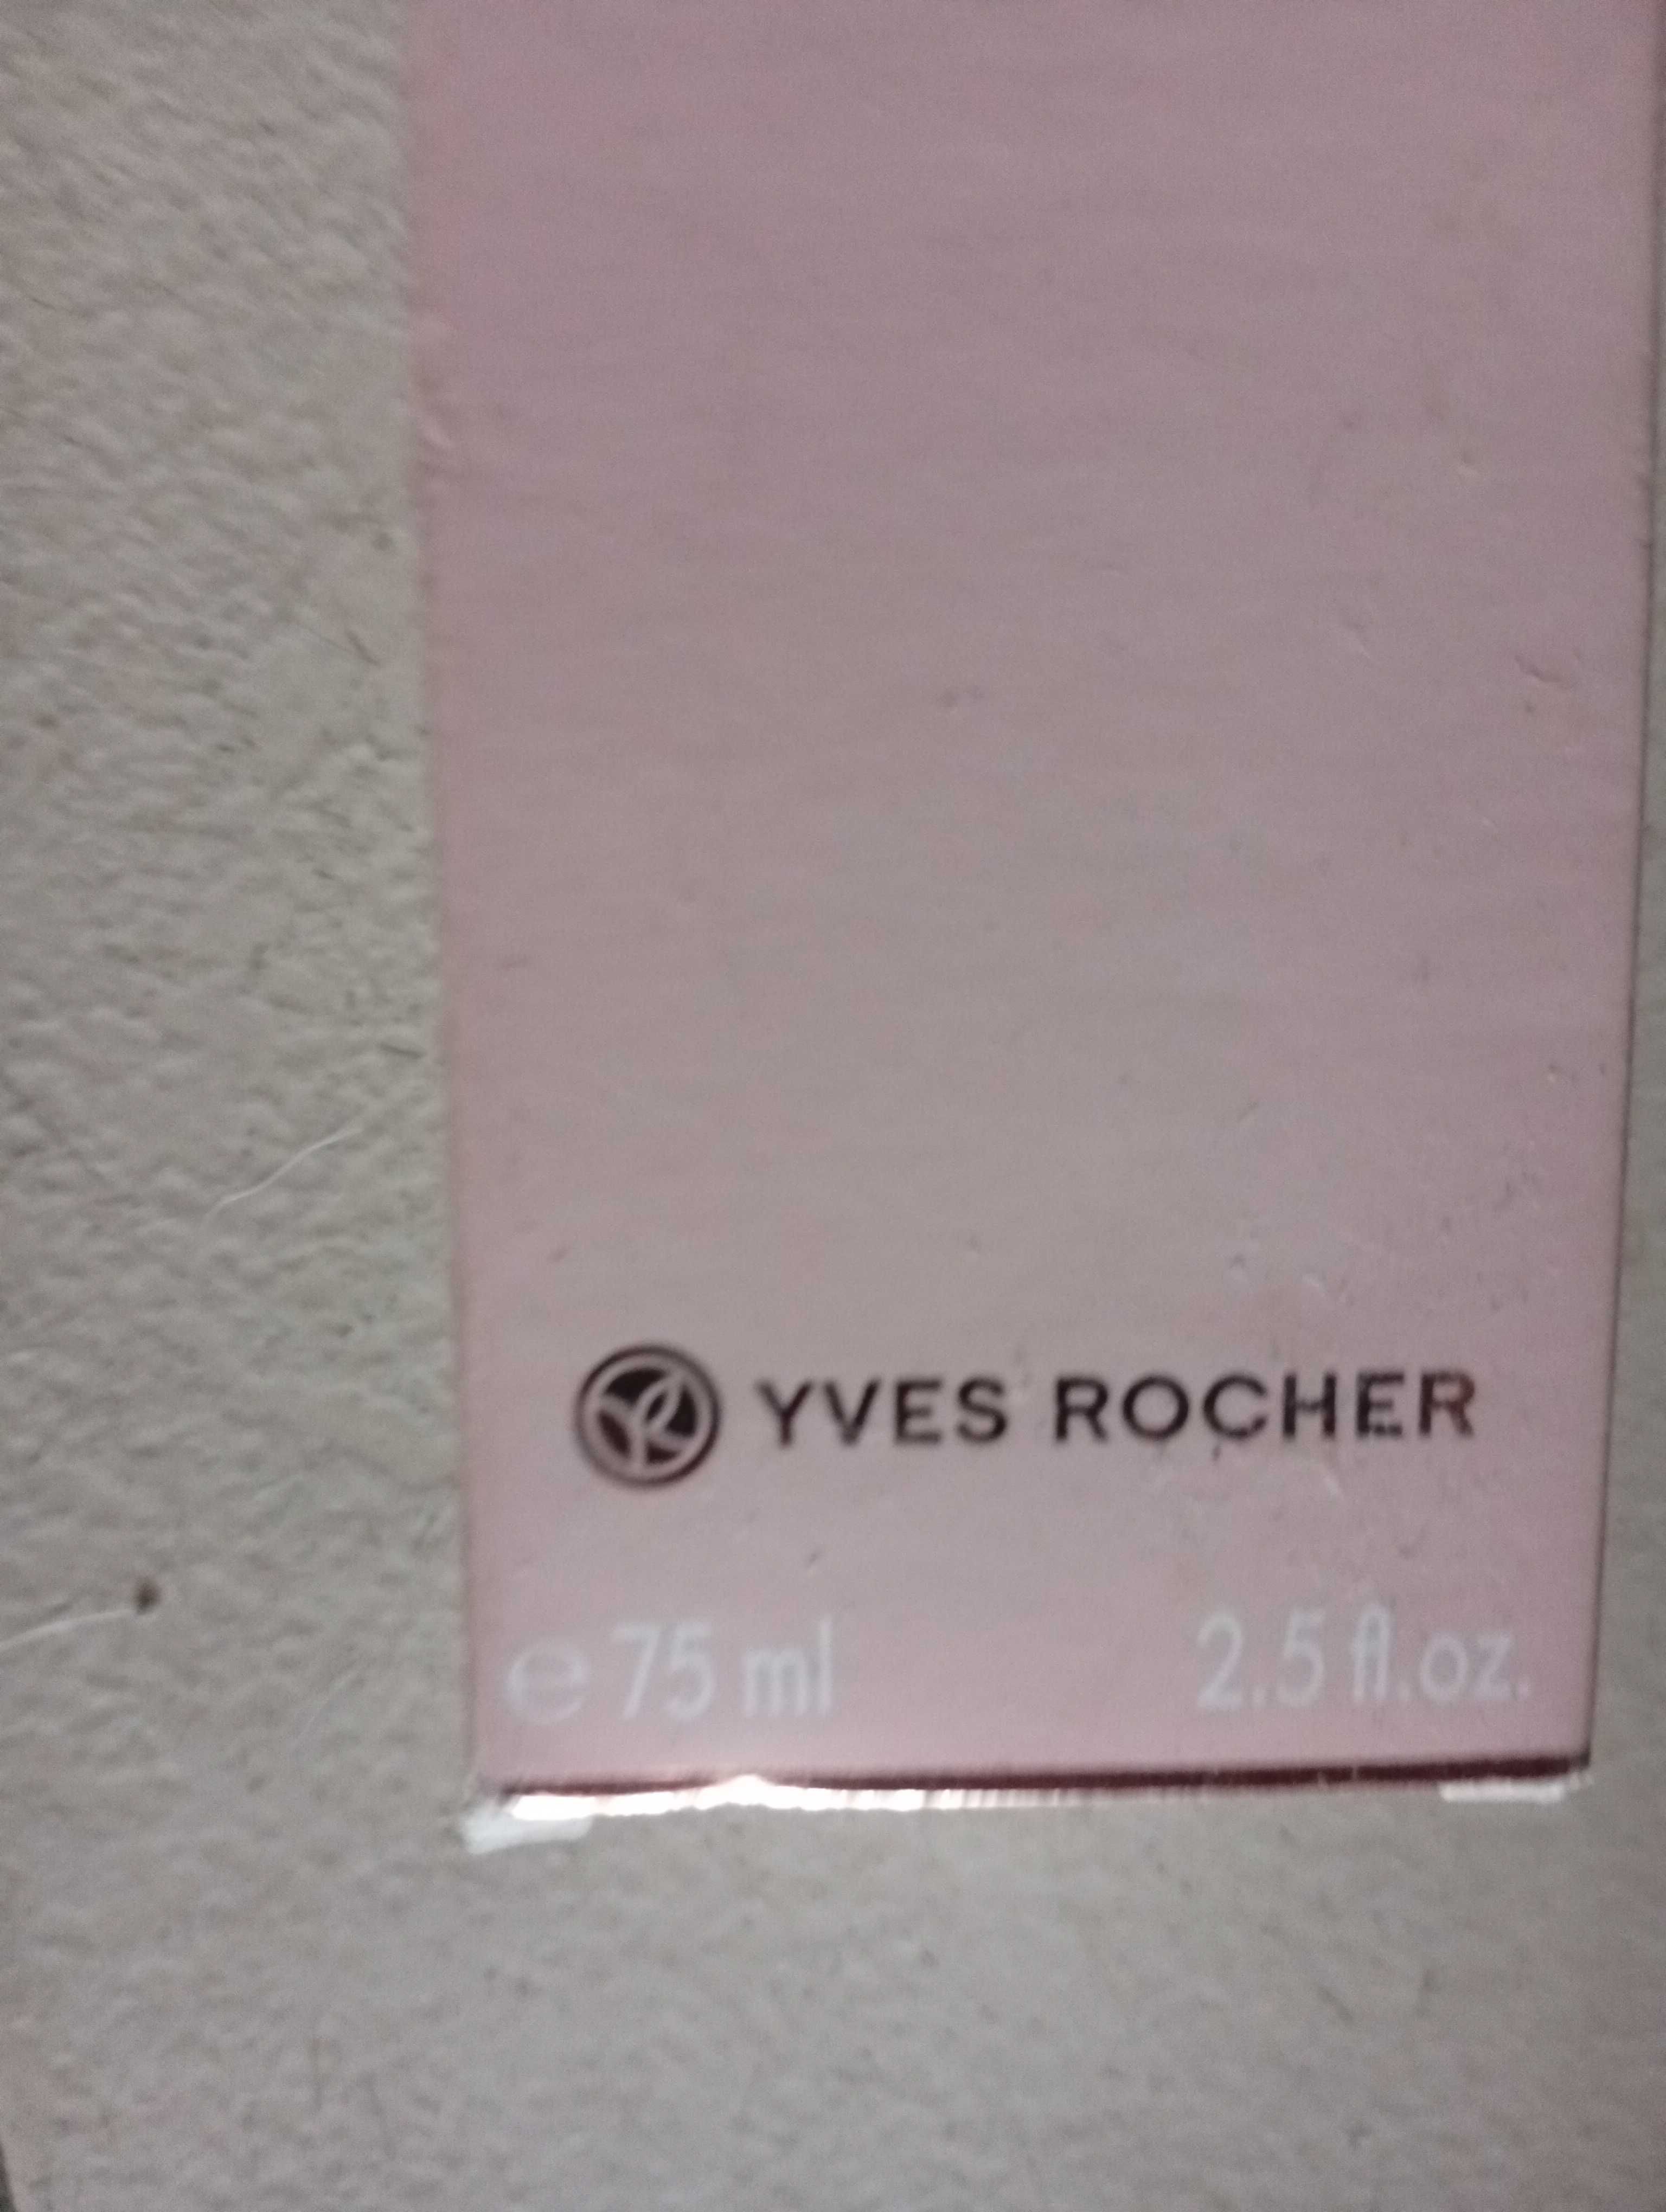 YVES ROCHER
℮ 75 ml 2.5 fl.oz.